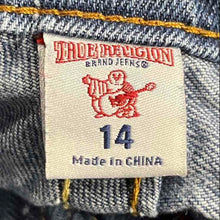 TRUE RELIGION
BRAND JEANS®
14
Made in CHINA